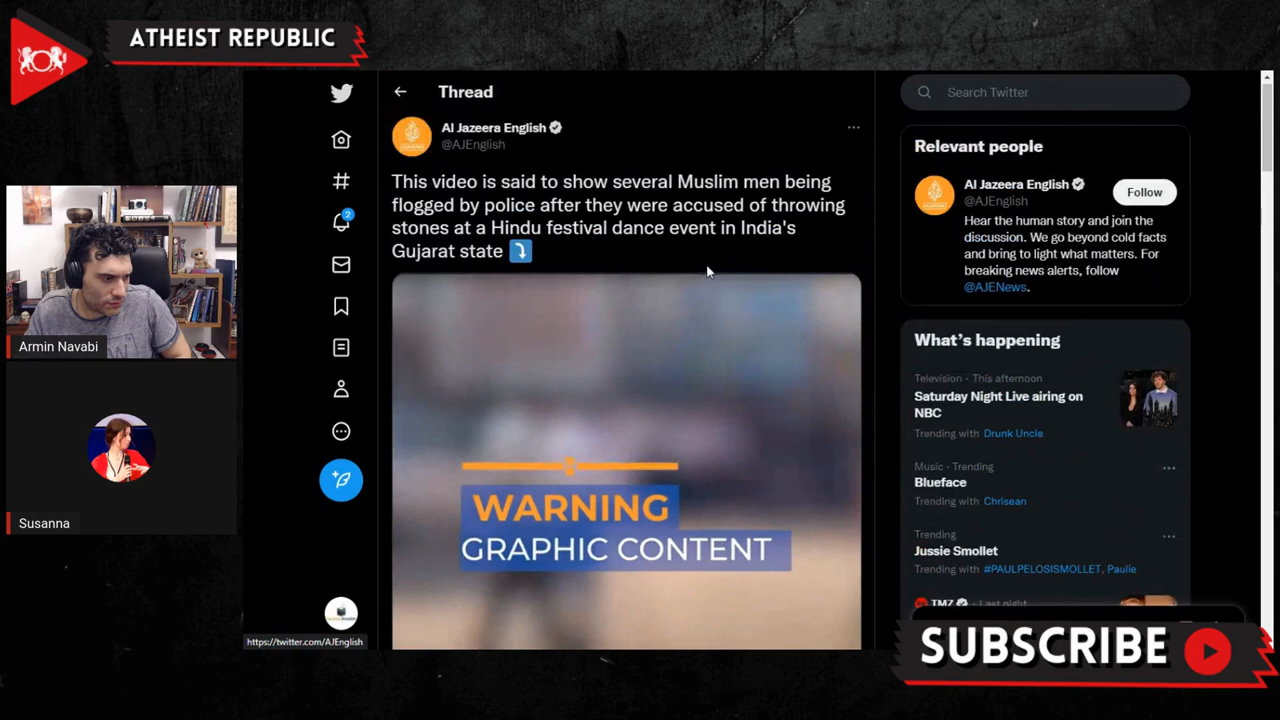 ATHEIST REPUBLIC
Thread
Al Jazeera English
@AJEnglish
This video is said to show several Muslim men being
flogged by police after they were accused of throwing
stones at a Hindu festival dance event in India's
Gujarat state
WARNING
GRAPHIC CONTENT
2
https://twitter.com/AJEnglish
Armin Navabi
Susanna
Search Twitter
Relevant people
Al Jazeera English
@AJEnglish
Follow
Hear the human story and join the
discussion. We go beyond cold facts
and bring to light what matters. For
breaking news alerts, follow
@AJENews.
What's happening
Television · This afternoon
Saturday Night Live airing on
NBC
Trending with Drunk Uncle
Music · Trending
Blueface
Trending with Chrisean
Trending
Jussie Smollet
Trending with #PAULPELOSISMOLLET, Paulie
TMZ · Last night
SUBSCRIBE